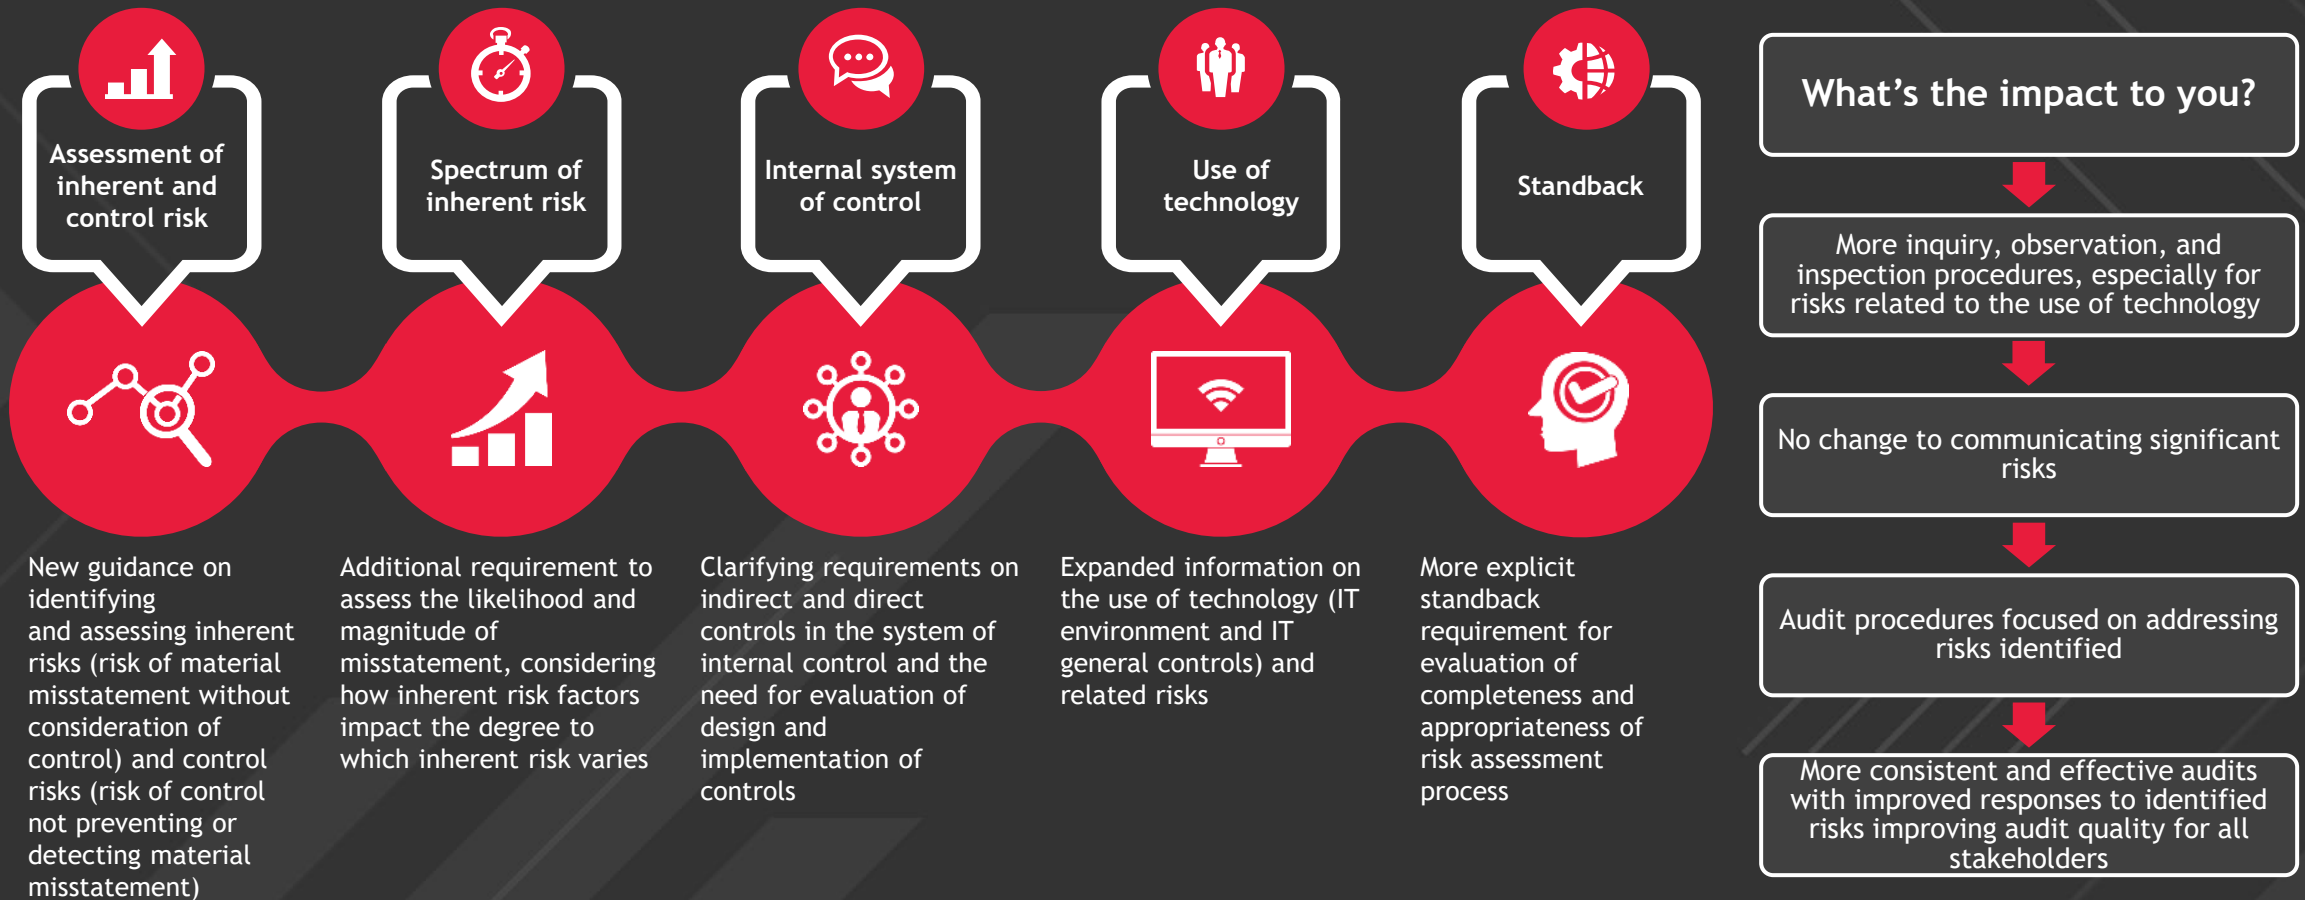 Assessment of
inherent and
control risk
New guidance on
identifying
and assessing inherent
risks (risk of material
misstatement without
consideration of
control) and control
risks (risk of control
not preventing or
detecting material
misstatement)
Spectrum of
inherent risk
Additional requirement to
assess the likelihood and
magnitude of
misstatement, considering
how inherent risk factors
impact the degree to
which inherent risk varies
Internal system
of control
Clarifying requirements on
indirect and direct
controls in the system of
internal control and the
need for evaluation of
design and
implementation of
controls
Use of
technology
Expanded information on
the use of technology (IT
environment and IT
general controls) and
related risks
Standback
More explicit
standback
requirement for
evaluation of
completeness and
appropriateness of
risk assessment
process
What’s the impact to you?
More inquiry, observation, and
inspection procedures, especially for
risks related to the use of technology
No change to communicating significant
risks
Audit procedures focused on addressing
risks identified
More consistent and effective audits
with improved responses to identified
risks improving audit quality for all
stakeholders